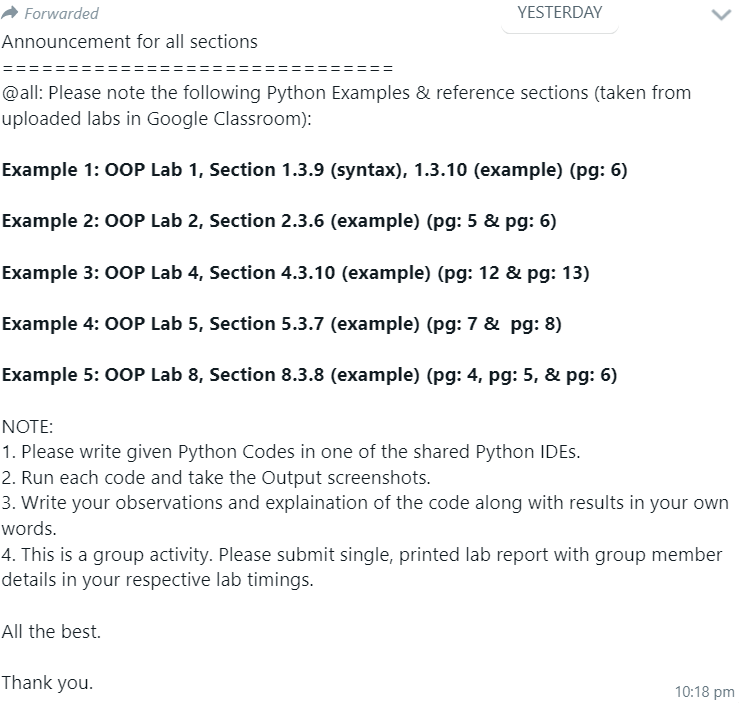 Forwarded
YESTERDAY
Announcement for all sections
==============================
@all: Please note the following Python Examples & reference sections (taken from
uploaded labs in Google Classroom):
Example 1: OOP Lab 1, Section 1.3.9 (syntax), 1.3.10 (example) (pg: 6)
Example 2: OOP Lab 2, Section 2.3.6 (example) (pg: 5 & pg: 6)
Example 3: OOP Lab 4, Section 4.3.10 (example) (pg: 12 & pg: 13)
Example 4: OOP Lab 5, Section 5.3.7 (example) (pg: 7 &  pg: 8)
Example 5: OOP Lab 8, Section 8.3.8 (example) (pg: 4, pg: 5, & pg: 6)
NOTE:
1. Please write given Python Codes in one of the shared Python IDEs.
2. Run each code and take the Output screenshots.
3. Write your observations and explaination of the code along with results in your own
words.
4. This is a group activity. Please submit single, printed lab report with group member
details in your respective lab timings.
All the best.
Thank you.
10:18 pm